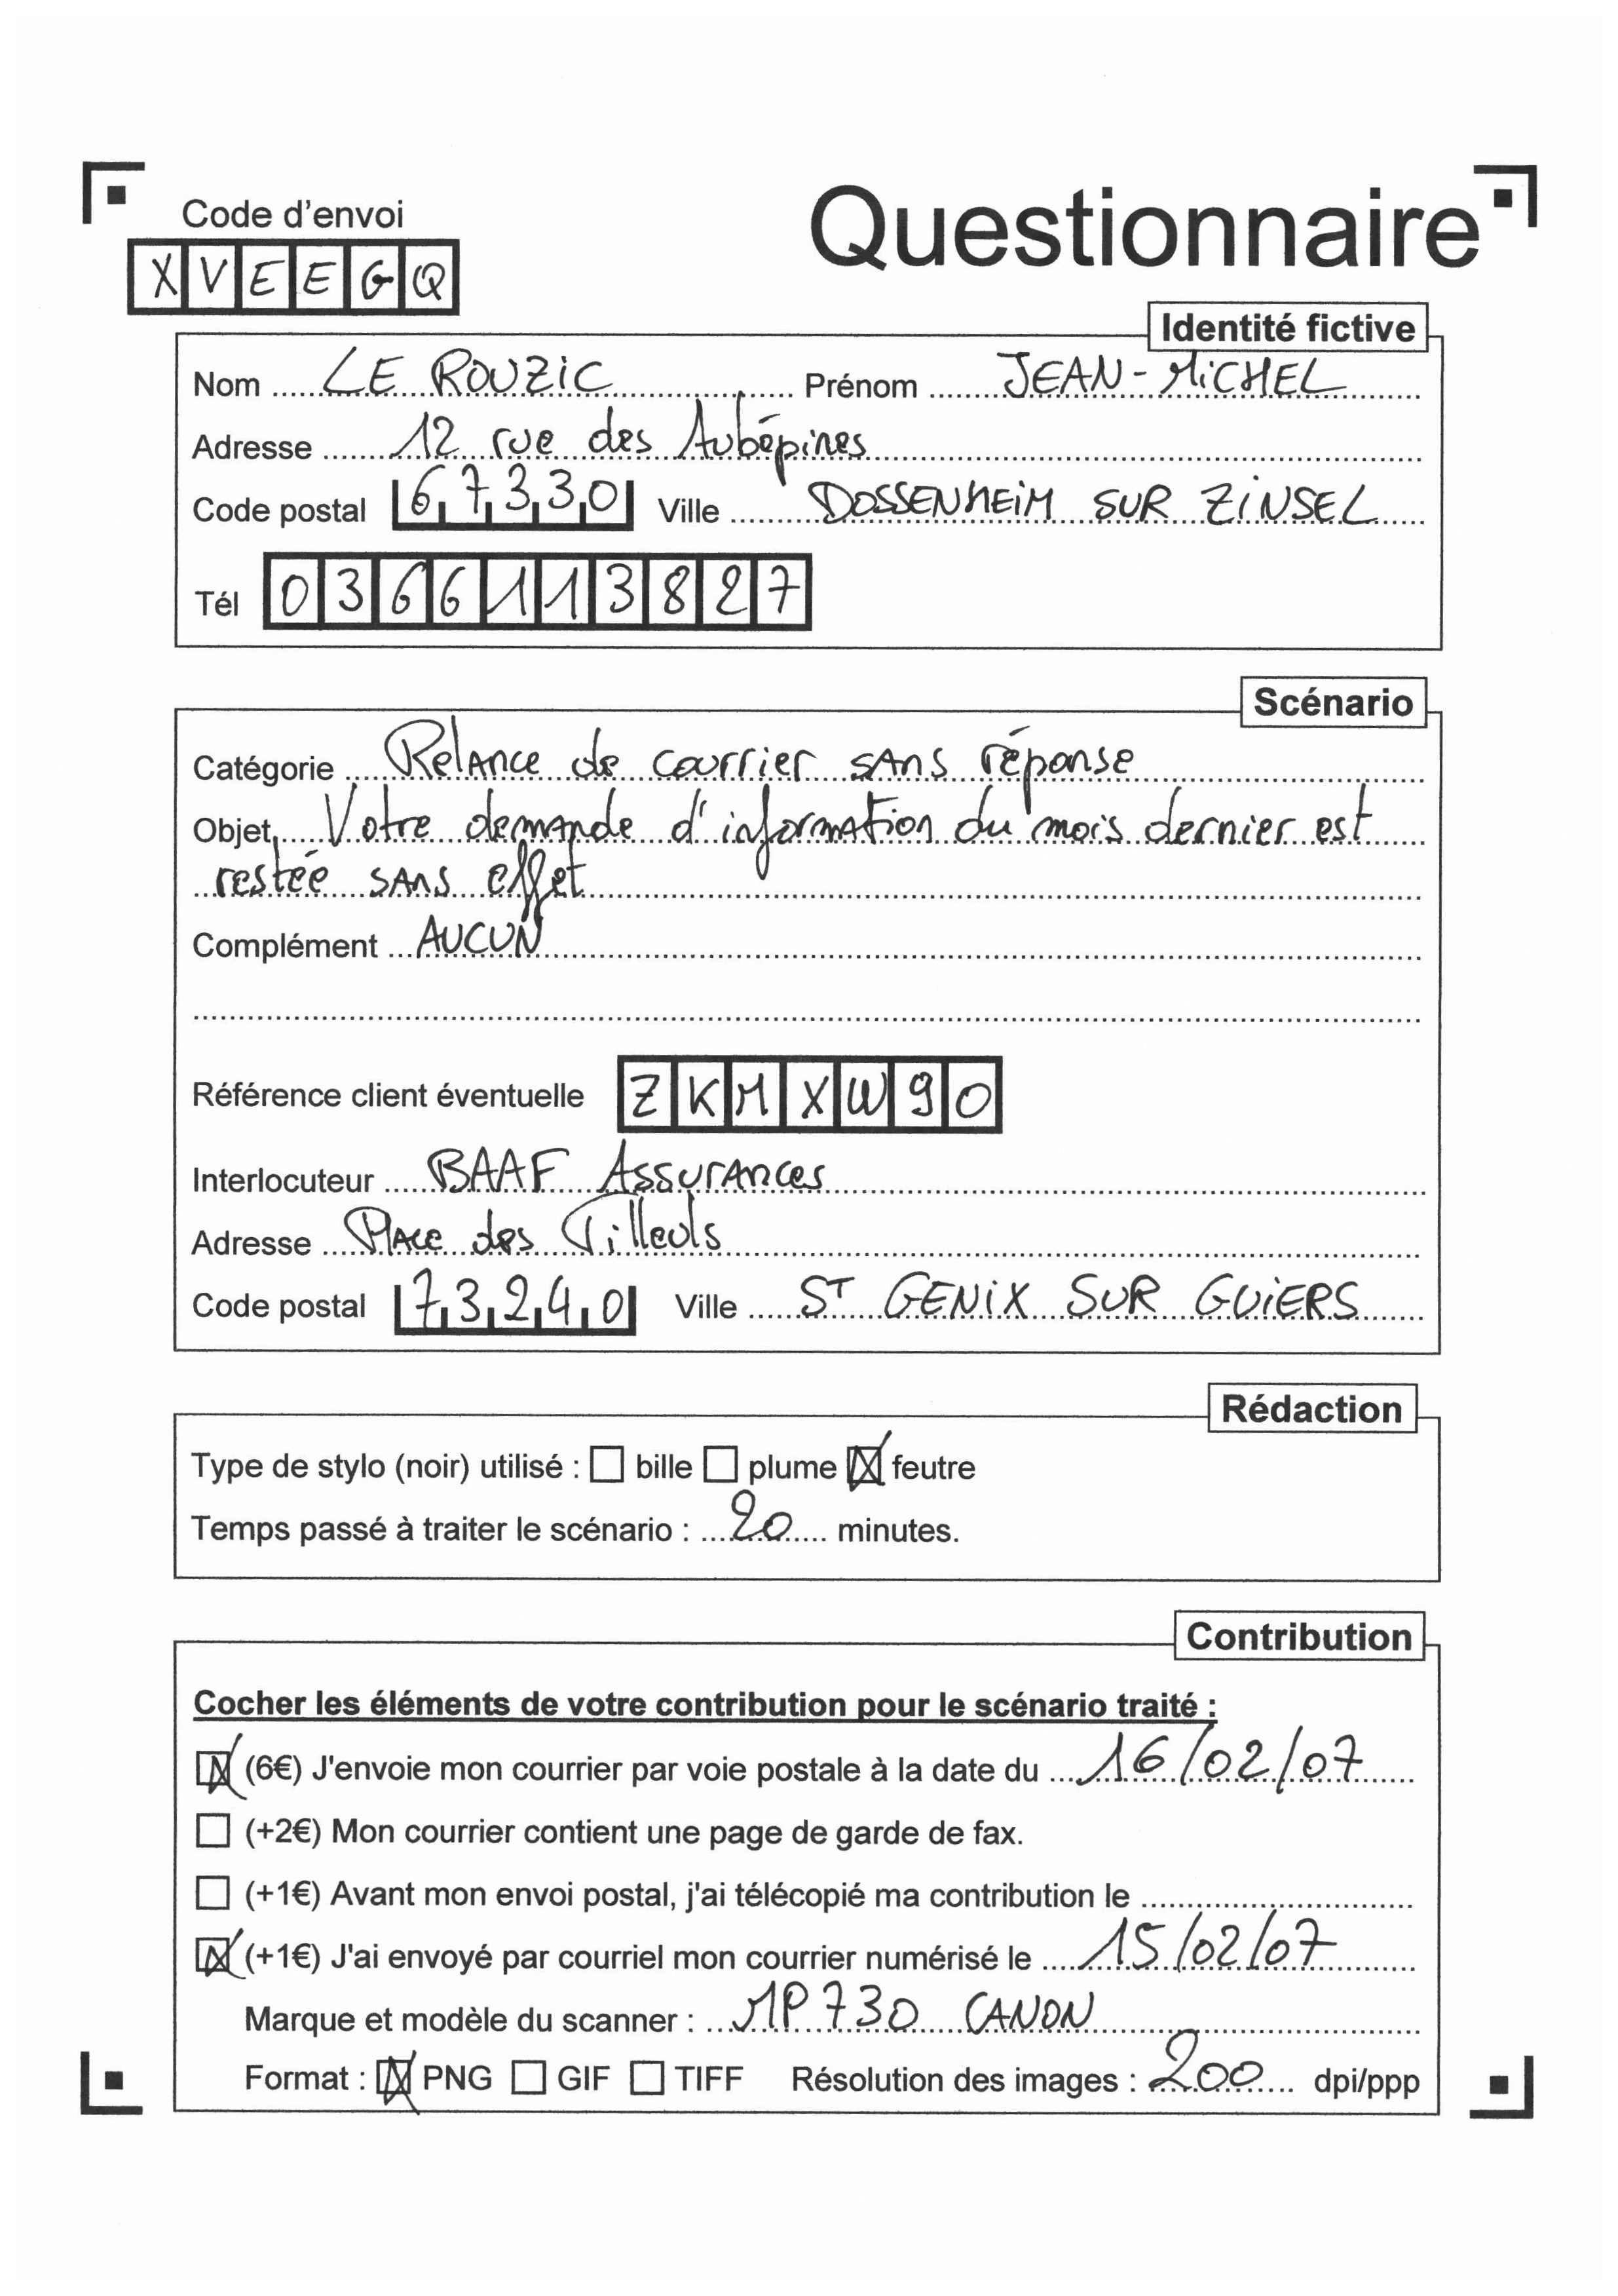 Code d'envoi
XVEEGQ
Questionnaire
Identité fictive
Nom LE ROUZIC Prénom JEAN-MICHEL
Adresse 12 rue des Aubépines
Code postal 67330 Ville DOSSENHEIM SUR ZINSEL
Tél 0366113827
Scénario
Catégorie Relance de courrier sans réponse
Objet Votre demande d'information du mois dernier est
restée sans effet
Complément AUCUN
Référence client éventuelle ZKMXW90
Interlocuteur BAAF Assurances
Adresse Place des Tilleuls
Code postal 73240 Ville ST GENIX SUR GUIERS
Rédaction
Type de stylo (noir) utilisé : bille plume feutre
Temps passé à traiter le scénario : 20 minutes.
Contribution
Cocher les éléments de votre contribution pour le scénario traité :
(6€) J'envoie mon courrier par voie postale à la date du 16/02/07
(+2€) Mon courrier contient une page de garde de fax.
(+1€) Avant mon envoi postal, j'ai télécopié ma contribution le
(+1€) J'ai envoyé par courriel mon courrier numérisé le 15/02/07
Marque et modèle du scanner : MP730 CANON
Format : PNG GIF TIFF Résolution des images : 200 dpi/ppp